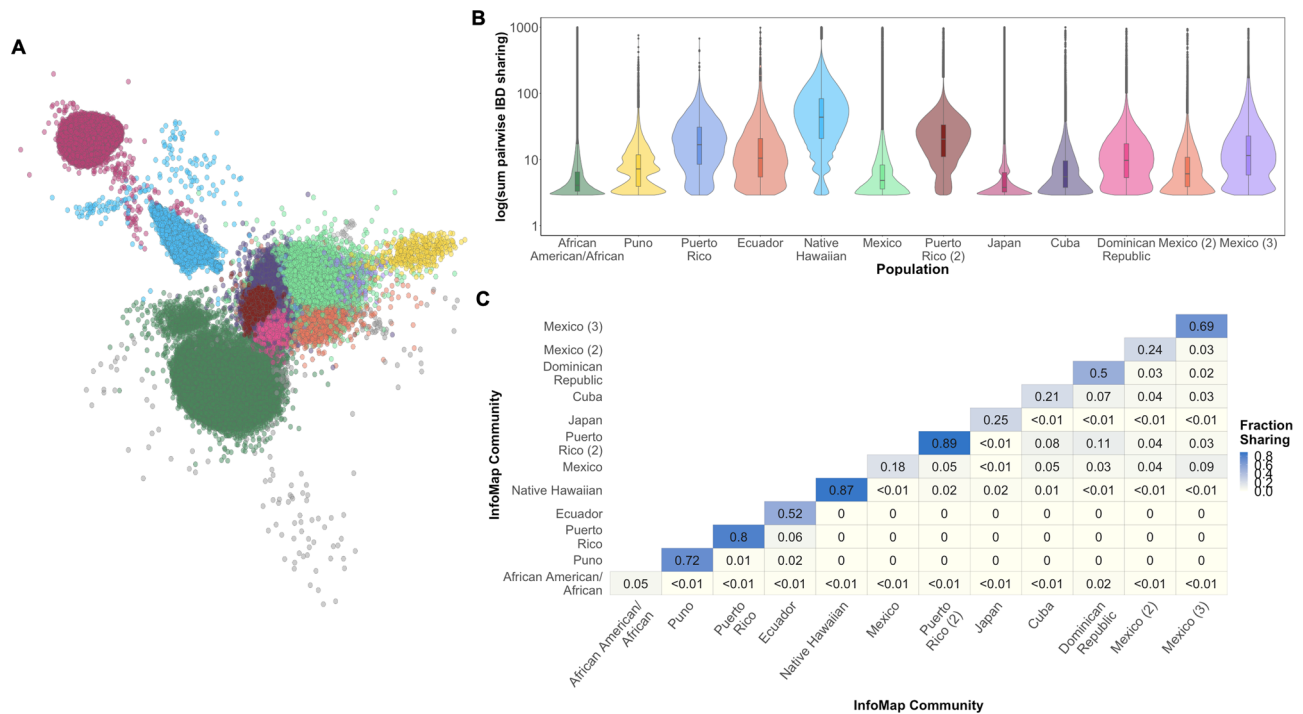 A
B
log(sum pairwise IBD sharing)
1000
100
10
1
African
American/African
Puno
Puerto
Rico
Ecuador
Native
Hawaiian
Mexico
Puerto
Rico (2)
Japan
Cuba
Dominican
Republic
Mexico (2)
Mexico (3)
Population
C
InfoMap Community
Mexico (3) 0.69
Mexico (2) 0.24 0.03
Dominican
Republic 0.5 0.03 0.02
Cuba 0.21 0.07 0.04 0.03
Japan 0.25 <0.01 <0.01 <0.01 <0.01
Puerto
Rico (2) 0.89 <0.01 0.08 0.11 0.04 0.03
Mexico 0.18 0.05 <0.01 0.05 0.03 0.04 0.09
Native Hawaiian 0.87 <0.01 0.02 0.02 0.01 <0.01 <0.01 <0.01
Ecuador 0.52 0 0 0 0 0 0 0 0
Puerto
Rico 0.8 0.06 0 0 0 0 0 0 0 0
Puno 0.72 0.01 0.02 0 0 0 0 0 0 0 0
African American/
African 0.05 <0.01 <0.01 <0.01 <0.01 <0.01 <0.01 <0.01 <0.01 0.02 <0.01 <0.01
African American/
African
Puno
Puerto
Rico
Ecuador
Native Hawaiian
Mexico
Puerto
Rico (2)
Japan
Cuba
Dominican
Republic
Mexico (2)
Mexico (3)
InfoMap Community
Fraction
Sharing
0.8
0.6
0.4
0.2
0.0